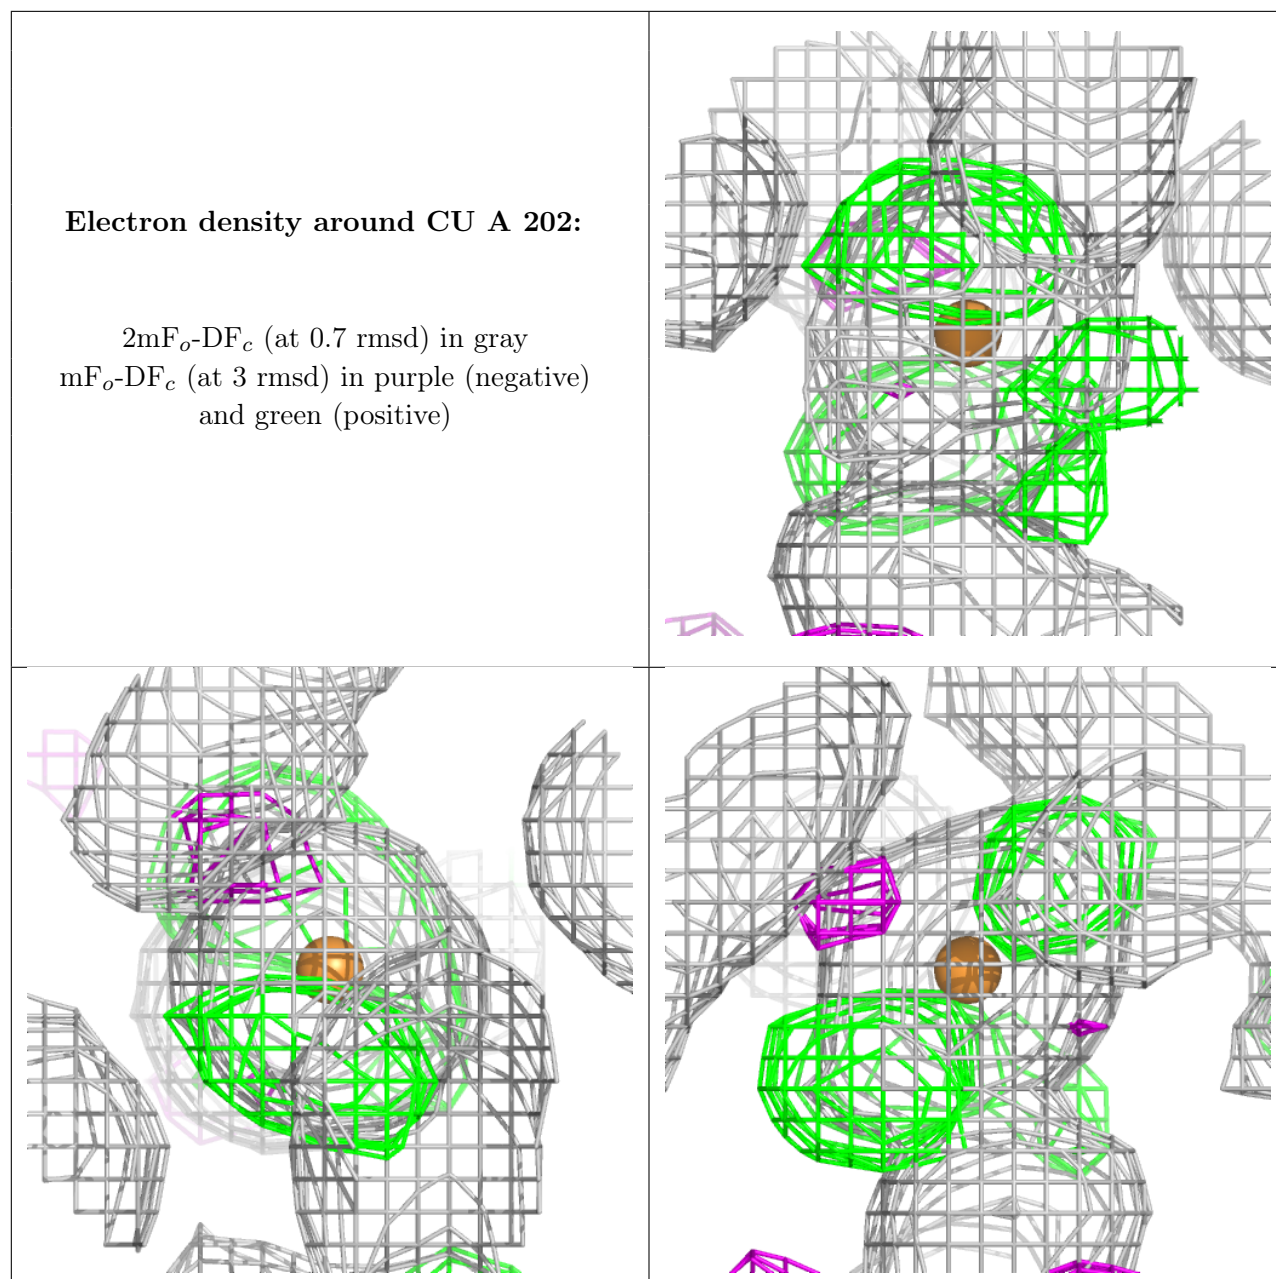 Electron density around CU A 202:
2mFₒ-DF𝒸 (at 0.7 rmsd) in gray
mFₒ-DF𝒸 (at 3 rmsd) in purple (negative)
and green (positive)